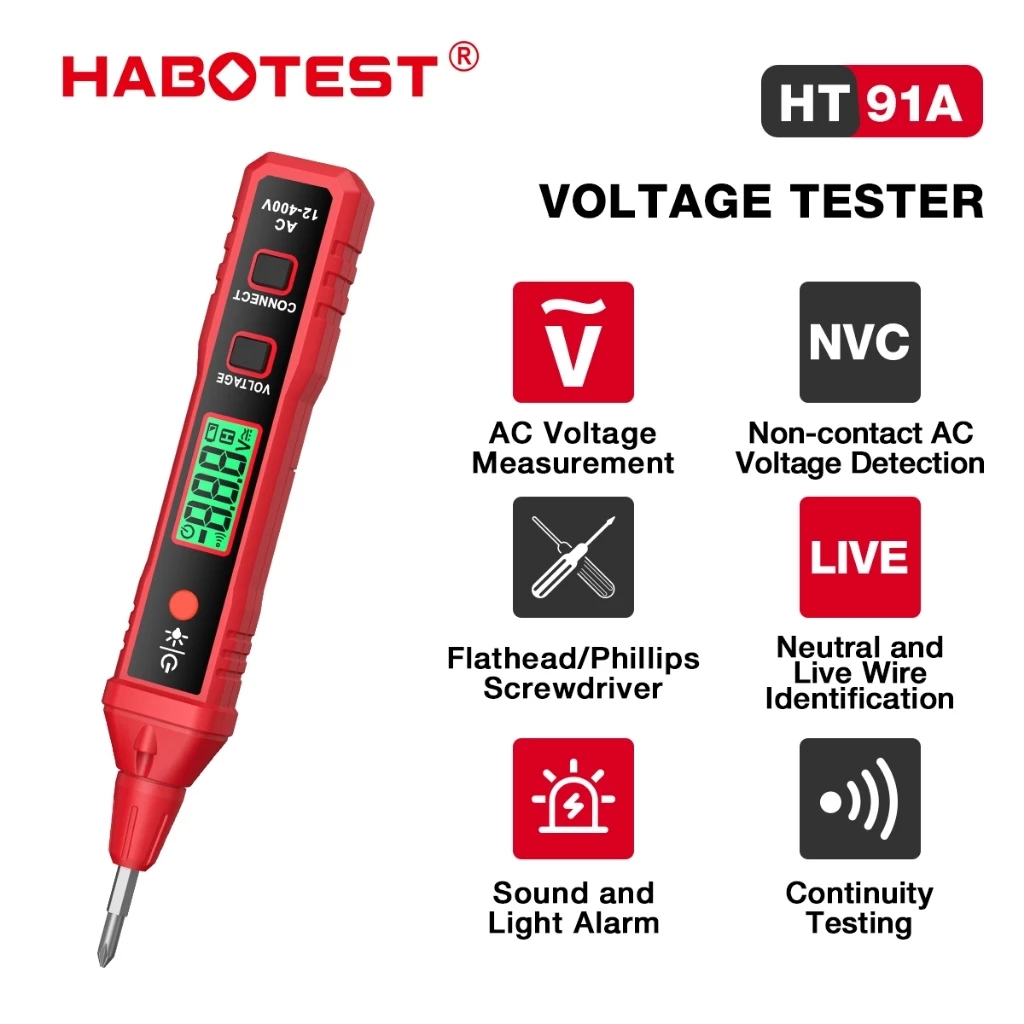 HABOTEST®
HT 91A
VOLTAGE TESTER
AC
12-400V
CONNECT
VOLTAGE
V
NVC
AC Voltage
Measurement
Non-contact AC
Voltage Detection
LIVE
Flathead/Phillips
Screwdriver
Neutral and
Live Wire
Identification
Sound and
Light Alarm
Continuity
Testing